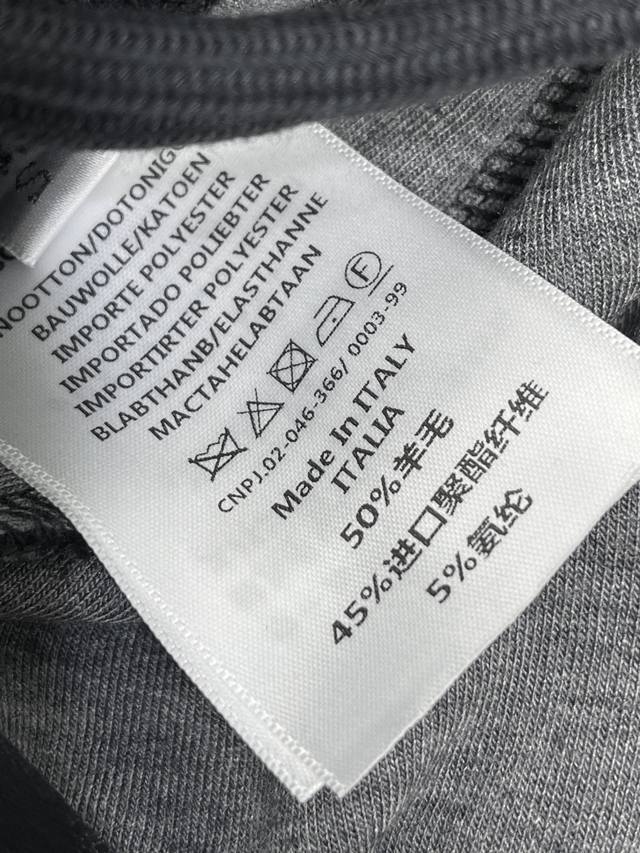 NOOTTON/DOTONIG
BAUWOLLE/KATOEN
IMPORTE POLYESTER
IMPORTADO POLIEBTER
IMPORTIRTER POLYESTER
BLABTHANB/ELASTHANNE
MACTAHELABTAAN
F
CNPJ.02-046-366/ 0003-99
Made In ITALY
ITALIA
50%羊毛
45%进口聚酯纤维
5%氨纶